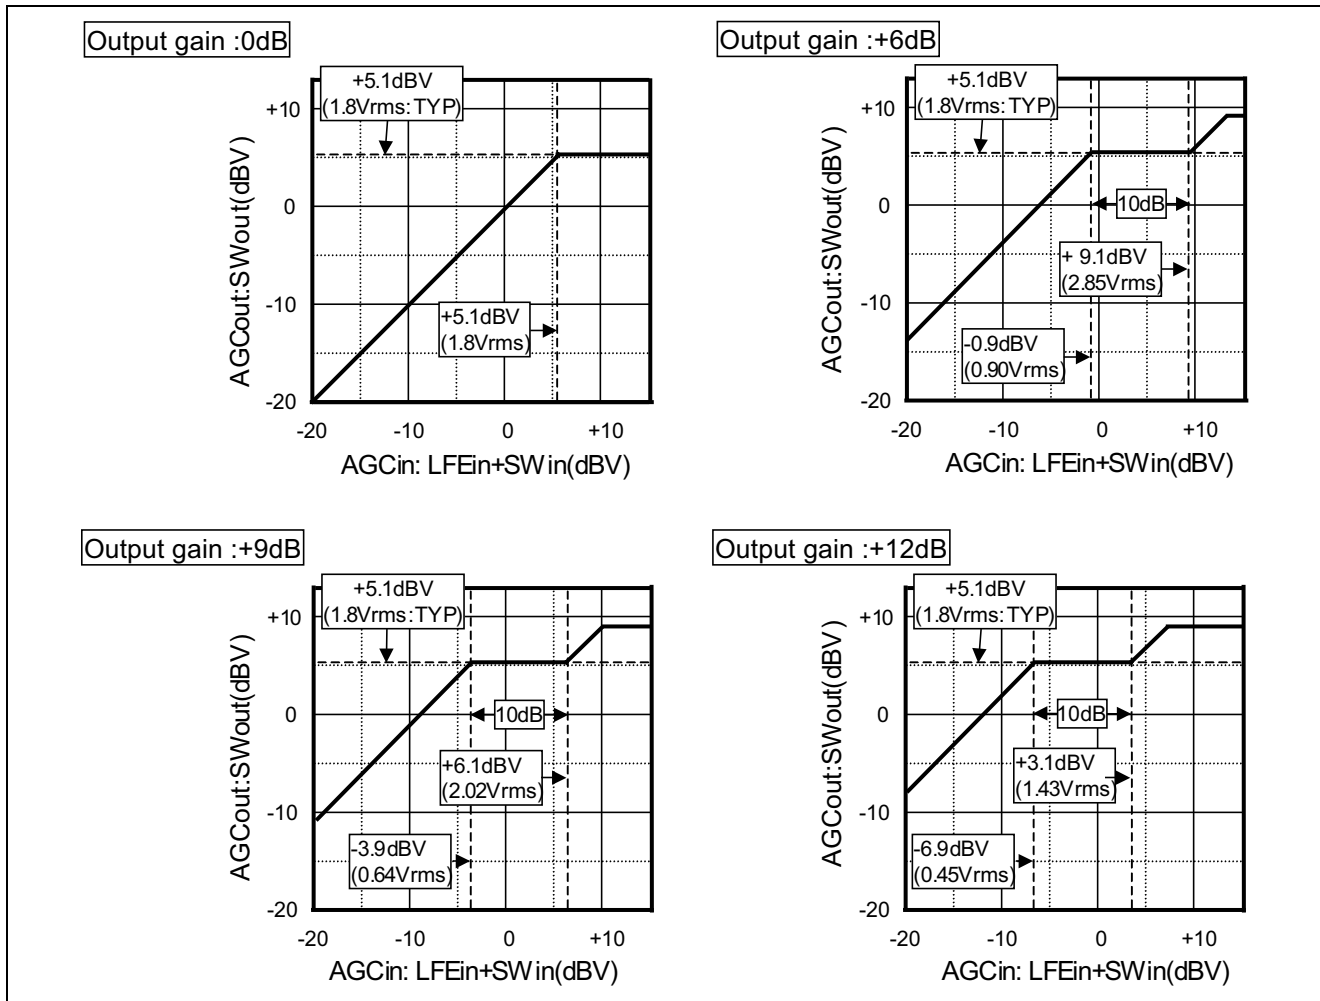 Output gain :0dB
+5.1dBV
(1.8Vrms:TYP)
+10
0
-10
-20
AGCout:SWout(dBV)
+5.1dBV
(1.8Vrms)
-20
-10
0
+10
AGCin: LFEin+SWin(dBV)
Output gain :+6dB
+5.1dBV
(1.8Vrms:TYP)
+10
0
-10
-20
AGCout:SWout(dBV)
10dB
+ 9.1dBV
(2.85Vrms)
-0.9dBV
(0.90Vrms)
-20
-10
0
+10
AGCin: LFEin+SWin(dBV)
Output gain :+9dB
+5.1dBV
(1.8Vrms:TYP)
+10
0
-10
-20
AGCout:SWout(dBV)
10dB
+6.1dBV
(2.02Vrms)
-3.9dBV
(0.64Vrms)
-20
-10
0
+10
AGCin: LFEin+SWin(dBV)
Output gain :+12dB
+5.1dBV
(1.8Vrms:TYP)
+10
0
-10
-20
AGCout:SWout(dBV)
10dB
+3.1dBV
(1.43Vrms)
-6.9dBV
(0.45Vrms)
-20
-10
0
+10
AGCin: LFEin+SWin(dBV)